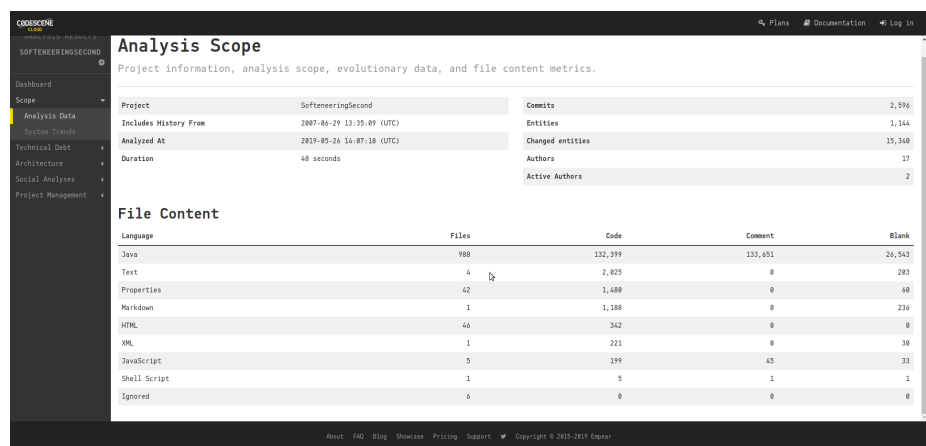 CODESCENE
CLOUD
Plans Documentation Log in
ANALYSIS RESULTS
SOFTENEERINGSECOND
Dashboard
Scope
Analysis Data
System Trends
Technical Debt
Architecture
Social Analyses
Project Management
Analysis Scope
Project information, analysis scope, evolutionary data, and file content metrics.
Project SofteneeringSecond
Includes History From 2007-06-29 13:35:09 (UTC)
Analyzed At 2019-05-26 14:07:18 (UTC)
Duration 48 seconds
Commits 2,596
Entities 1,144
Changed entities 15,340
Authors 17
Active Authors 2
File Content
Language Files Code Comment Blank
Java 988 132,399 133,651 26,543
Text 4 2,025 0 203
Properties 42 1,480 0 60
Markdown 1 1,188 0 236
HTML 46 342 0 0
XML 1 221 0 30
JavaScript 5 199 45 33
Shell Script 1 5 1 1
Ignored 6 0 0 0
About FAQ Blog Showcase Pricing Support Copyright © 2015-2019 Empear